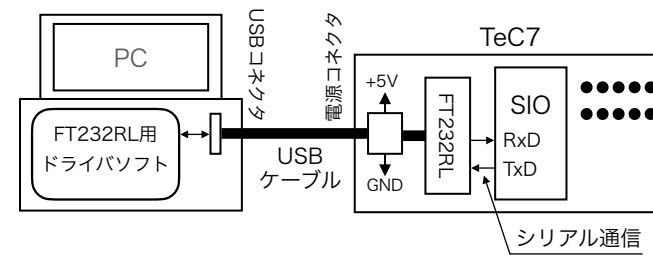 PC
FT232RL用
ドライバソフト
USBコネクタ
USB
ケーブル
電源コネクタ
TeC7
+5V
GND
FT232RL
SIO
RxD
TxD
シリアル通信